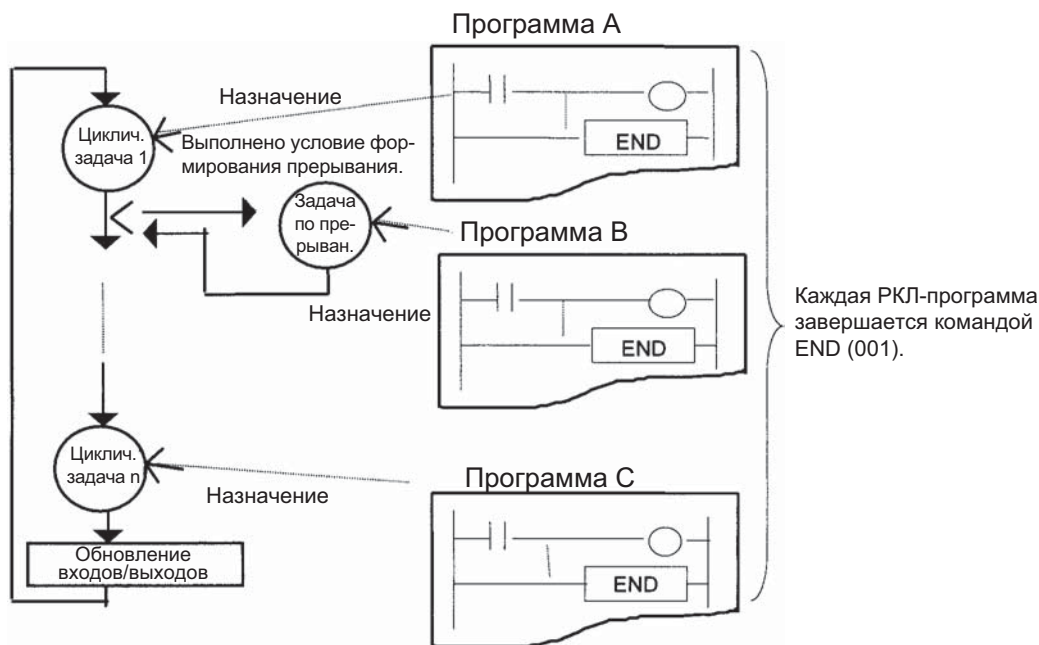 Программа A
Назначение
Циклич.
задача 1
Выполнено условие фор-
мирования прерывания.
END
Задача
по пре-
рыван.
Программа B
Назначение
END
Каждая РКЛ-программа
завершается командой
END (001).
Циклич.
задача n
Назначение
Программа C
END
Обновление
входов/выходов